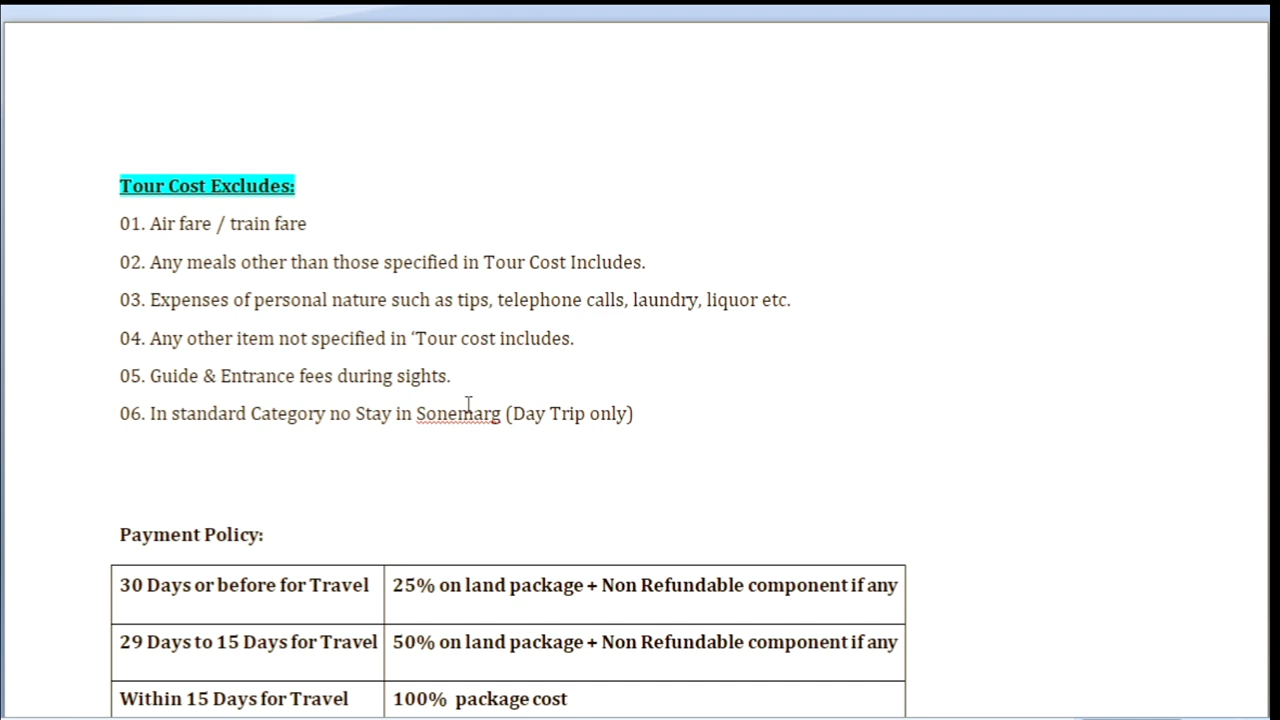 Tour Cost Excludes:
01. Air fare / train fare
02. Any meals other than those specified in Tour Cost Includes.
03. Expenses of personal nature such as tips, telephone calls, laundry, liquor etc.
04. Any other item not specified in ‘Tour cost includes.
05. Guide & Entrance fees during sights.
06. In standard Category no Stay in Sonemarg (Day Trip only)
Payment Policy:
30 Days or before for Travel 25% on land package + Non Refundable component if any
29 Days to 15 Days for Travel 50% on land package + Non Refundable component if any
Within 15 Days for Travel 100% package cost